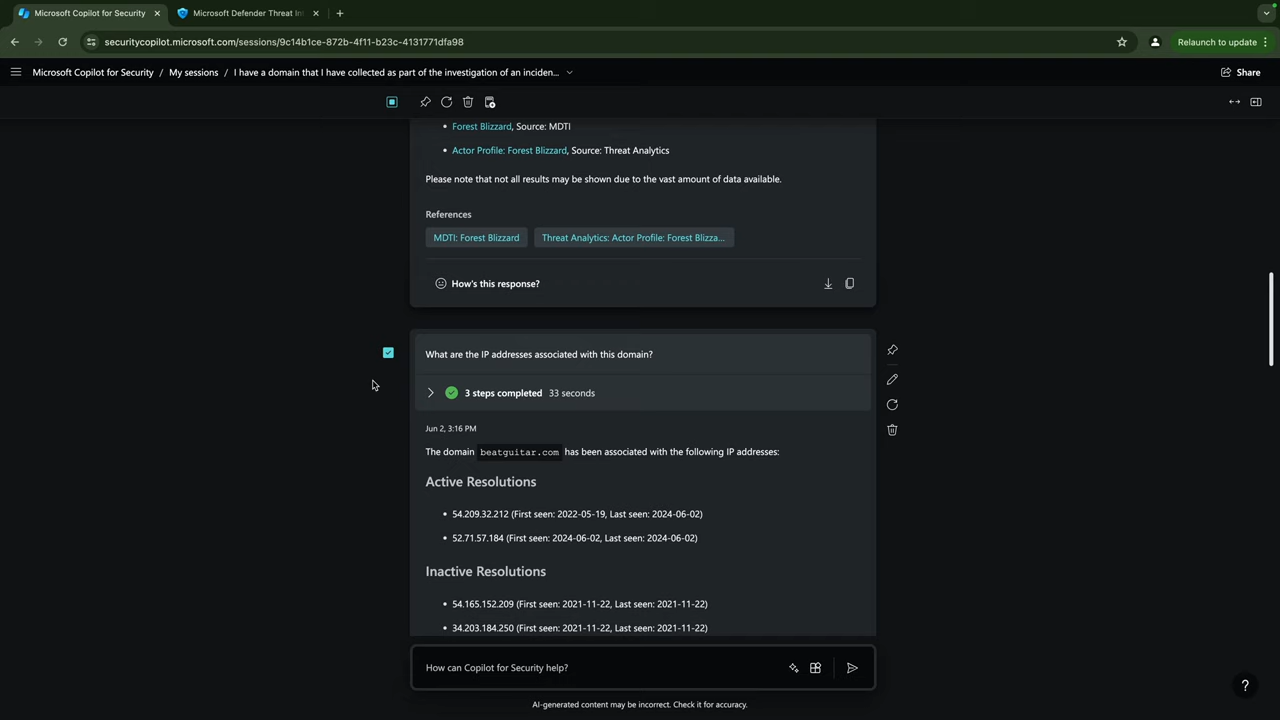 Microsoft Copilot for Security
Microsoft Defender Threat In
securitycopilot.microsoft.com/sessions/9c14b1ce-872b-4f11-b23c-4131771dfa98
Relaunch to update
Microsoft Copilot for Security / My sessions / I have a domain that I have collected as part of the investigation of an inciden...
Share
• Forest Blizzard, Source: MDTI
• Actor Profile: Forest Blizzard, Source: Threat Analytics
Please note that not all results may be shown due to the vast amount of data available.
References
MDTI: Forest Blizzard
Threat Analytics: Actor Profile: Forest Blizza...
How's this response?
What are the IP addresses associated with this domain?
3 steps completed 33 seconds
Jun 2, 3:16 PM
The domain beatguitar.com has been associated with the following IP addresses:
Active Resolutions
• 54.209.32.212 (First seen: 2022-05-19, Last seen: 2024-06-02)
• 52.71.57.184 (First seen: 2024-06-02, Last seen: 2024-06-02)
Inactive Resolutions
• 54.165.152.209 (First seen: 2021-11-22, Last seen: 2021-11-22)
• 34.203.184.250 (First seen: 2021-11-22, Last seen: 2021-11-22)
How can Copilot for Security help?
AI-generated content may be incorrect. Check it for accuracy.
?